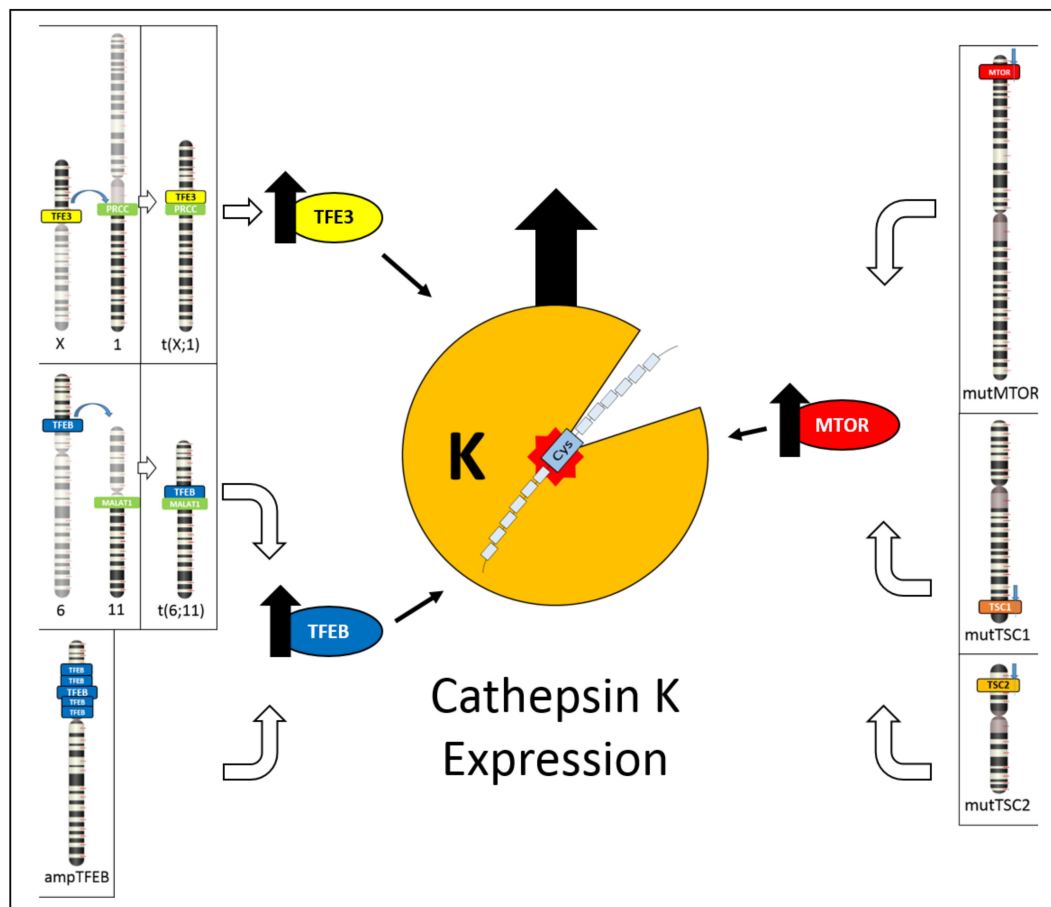 TFE3
PRCC
TFE3
PRCC
X
1
t(X;1)
TFE3
TFEB
MALAT1
TFEB
MALAT1
6
11
t(6;11)
TFEB
TFEB
TFEB
TFEB
TFEB
TFEB
ampTFEB
K
Cys
Cathepsin K
Expression
MTOR
MTOR
mutMTOR
TSC1
mutTSC1
TSC2
mutTSC2